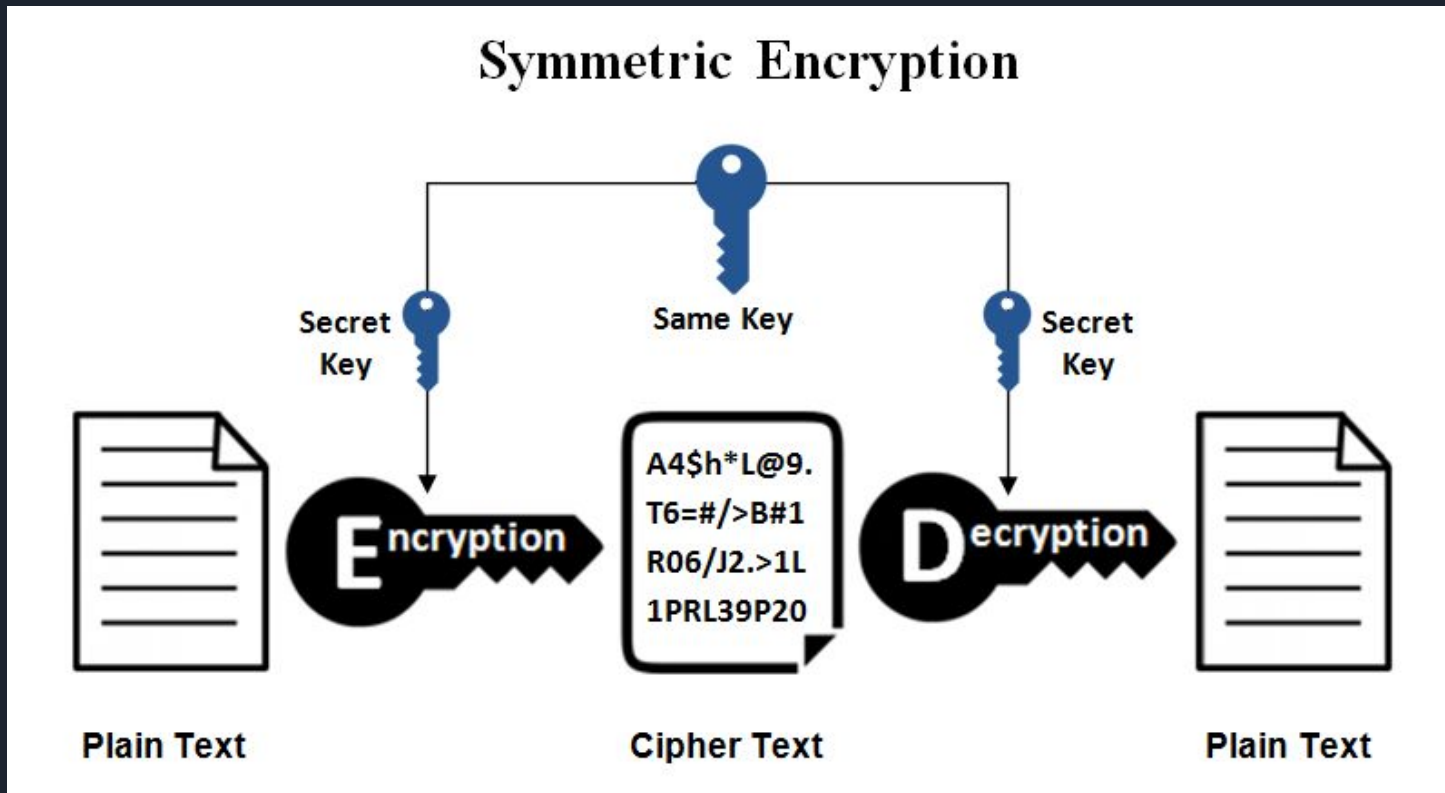 Symmetric Encryption
Same Key
Secret
Key
Secret
Key
Encryption
A4$h*L@9.
T6=#/>B#1
R06/J2.>1L
1PRL39P20
Decryption
Plain Text
Cipher Text
Plain Text